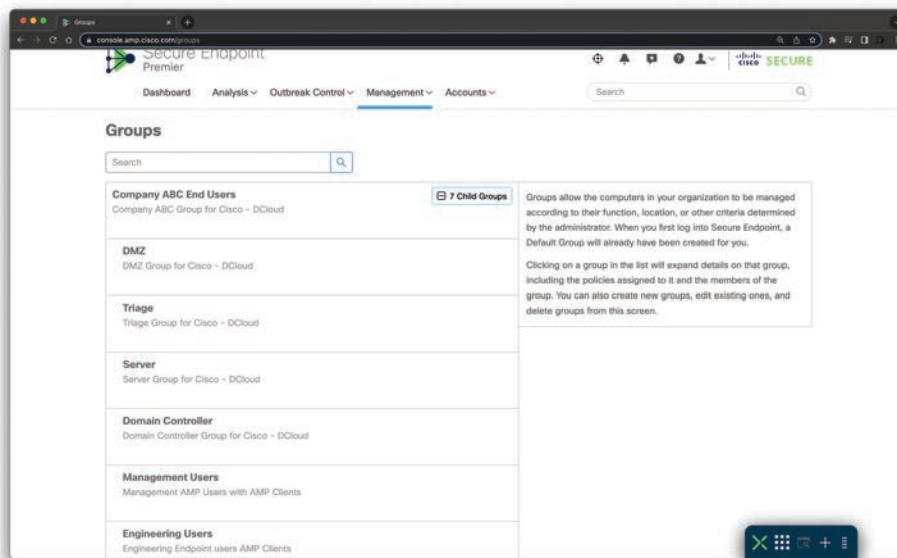 Groups
console.amp.cisco.com/groups
Secure Endpoint
Premier
CISCO SECURE
Dashboard Analysis Outbreak Control Management Accounts
Search
Groups
Search
Company ABC End Users
7 Child Groups
Company ABC Group for Cisco - DCloud
DMZ
DMZ Group for Cisco - DCloud
Triage
Triage Group for Cisco - DCloud
Server
Server Group for Cisco - DCloud
Domain Controller
Domain Controller Group for Cisco - DCloud
Management Users
Management AMP Users with AMP Clients
Engineering Users
Engineering Endpoint users AMP Clients
Groups allow the computers in your organization to be managed
according to their function, location, or other criteria determined
by the administrator. When you first log into Secure Endpoint, a
Default Group will already have been created for you.
Clicking on a group in the list will expand details on that group,
including the policies assigned to it and the members of the
group. You can also create new groups, edit existing ones, and
delete groups from this screen.